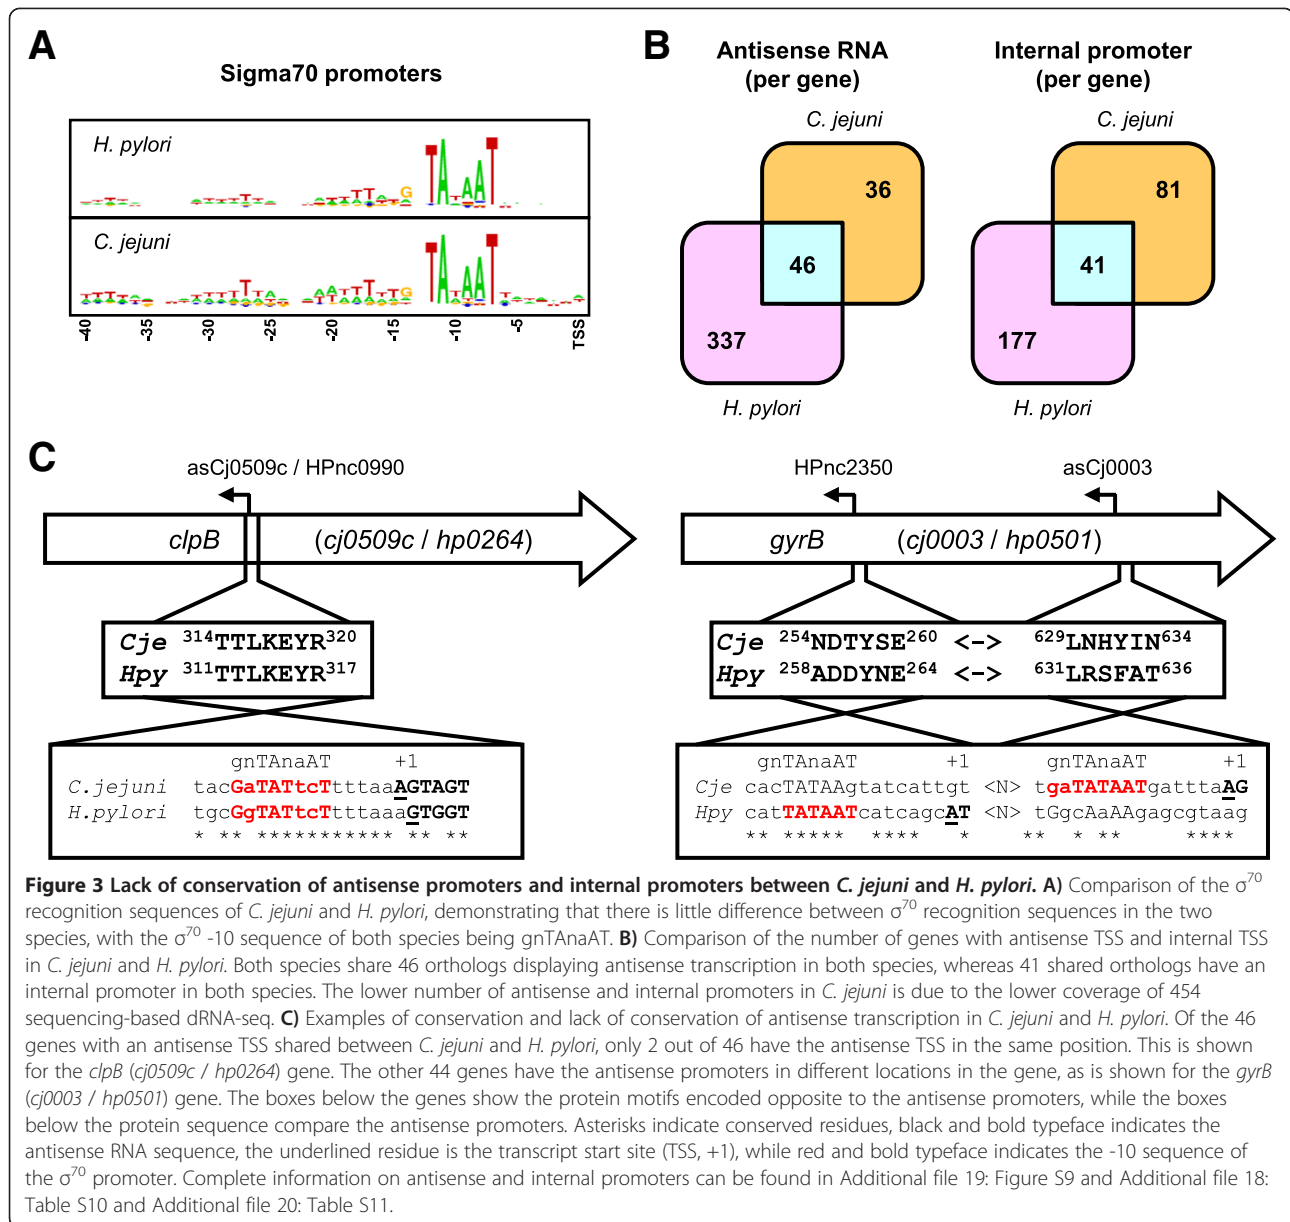 A
Sigma70 promoters
H. pylori
C. jejuni
-40 -35 -30 -25 -20 -15 -10 -5 TSS
B
Antisense RNA
(per gene)
C. jejuni
36
46
337
H. pylori
Internal promoter
(per gene)
C. jejuni
81
41
177
H. pylori
C
asCj0509c / HPnc0990
clpB (cj0509c / hp0264)
Cje ³¹⁴TTLKEYR³²⁰
Hpy ³¹¹TTLKEYR³¹⁷
gnTAnaAT +1
C.jejuni tacGaTATtcTtttaaAGTAGT
H.pylori tgcGgTATtcTtttaaaGTGGT
* ** *********** ** **
HPnc2350 asCj0003
gyrB (cj0003 / hp0501)
Cje ²⁵⁴NDTYSE²⁶⁰ <-> ⁶²⁹LNHYIN⁶³⁴
Hpy ²⁵⁸ADDYNE²⁶⁴ <-> ⁶³¹LRSFAT⁶³⁶
gnTAnaAT +1 gnTAnaAT +1
Cje cacTATAAgtatcattgt <N> tgaTATAATgatttaAG
Hpy catTATAATcatcagcAT <N> tGgcAaAAgagcgtaag
** ***** **** * ** * ** ****
Figure 3 Lack of conservation of antisense promoters and internal promoters between C. jejuni and H. pylori. A) Comparison of the σ⁷⁰
recognition sequences of C. jejuni and H. pylori, demonstrating that there is little difference between σ⁷⁰ recognition sequences in the two
species, with the σ⁷⁰ -10 sequence of both species being gnTAnaAT. B) Comparison of the number of genes with antisense TSS and internal TSS
in C. jejuni and H. pylori. Both species share 46 orthologs displaying antisense transcription in both species, whereas 41 shared orthologs have an
internal promoter in both species. The lower number of antisense and internal promoters in C. jejuni is due to the lower coverage of 454
sequencing-based dRNA-seq. C) Examples of conservation and lack of conservation of antisense transcription in C. jejuni and H. pylori. Of the 46
genes with an antisense TSS shared between C. jejuni and H. pylori, only 2 out of 46 have the antisense TSS in the same position. This is shown
for the clpB (cj0509c / hp0264) gene. The other 44 genes have the antisense promoters in different locations in the gene, as is shown for the gyrB
(cj0003 / hp0501) gene. The boxes below the genes show the protein motifs encoded opposite to the antisense promoters, while the boxes
below the protein sequence compare the antisense promoters. Asterisks indicate conserved residues, black and bold typeface indicates the
antisense RNA sequence, the underlined residue is the transcript start site (TSS, +1), while red and bold typeface indicates the -10 sequence of
the σ⁷⁰ promoter. Complete information on antisense and internal promoters can be found in Additional file 19: Figure S9 and Additional file 18:
Table S10 and Additional file 20: Table S11.